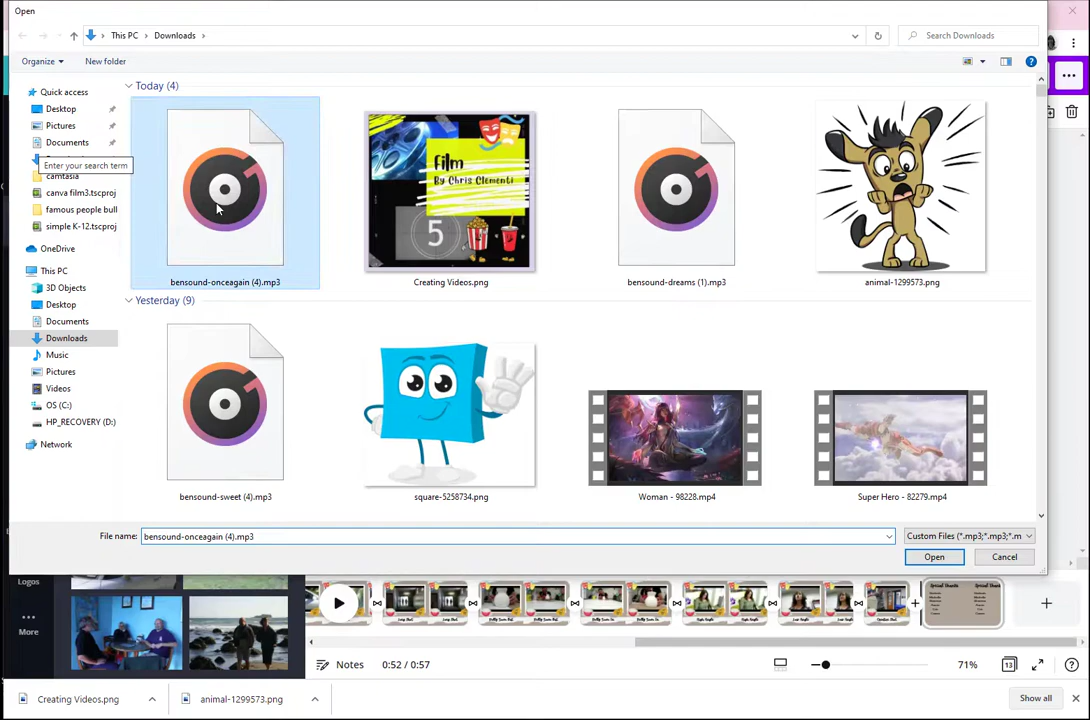 Open
This PC > Downloads >
Search Downloads
Organize
New folder
Today (4)
Quick access
Desktop
Pictures
Documents
Enter your search term
camtasia
canva film3.tscproj
famous people bull
simple K-12.tscproj
OneDrive
This PC
3D Objects
Desktop
Documents
Downloads
Music
Pictures
Videos
OS (C:)
HP_RECOVERY (D:)
Network
Film
By Chris Clementi
5
bensound-onceagain (4).mp3
Creating Videos.png
bensound-dreams (1).mp3
animal-1299573.png
Yesterday (9)
bensound-sweet (4).mp3
square-5258734.png
Woman - 98228.mp4
Super Hero - 82279.mp4
File name:
bensound-onceagain (4).mp3
Custom Files (*.mp3;*.mp3;*.m
Open
Cancel
Logos
More
Notes
0:52 / 0:57
71%
13
Creating Videos.png
animal-1299573.png
Show all